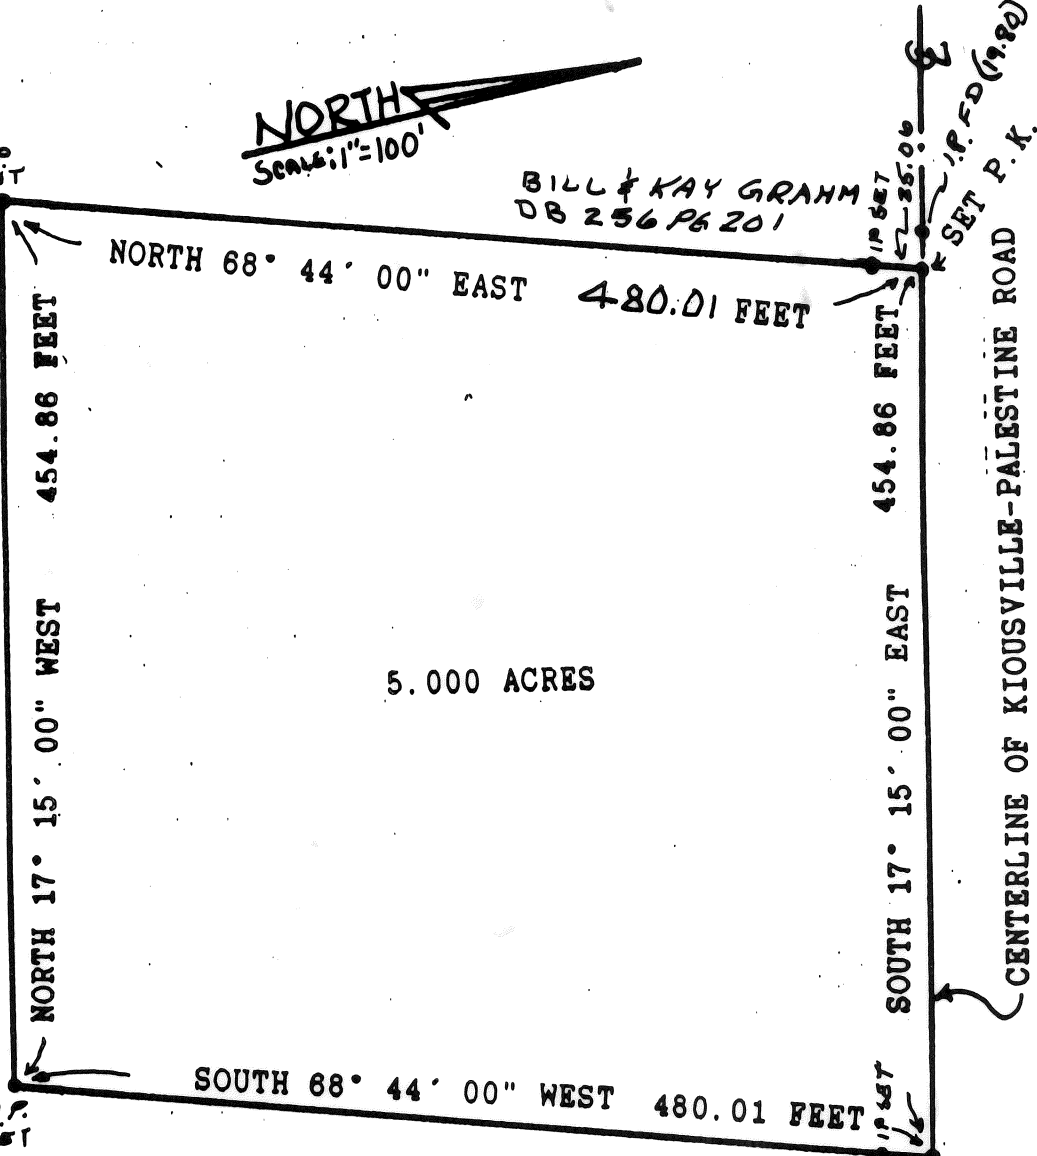 NORTH
SCALE: 1"=100'
BILL & KAY GRAHM
DB 256 PG 201
IP SET
25.06
I.P. FD (19.80)
SET P.K.
NORTH 68° 44' 00" EAST 480.01 FEET
454.86 FEET
NORTH 17° 15' 00" WEST
5.000 ACRES
454.86 FEET
SOUTH 17° 15' 00" EAST
CENTERLINE OF KIOUSVILLE-PALESTINE ROAD
SOUTH 68° 44' 00" WEST 480.01 FEET
IP SET